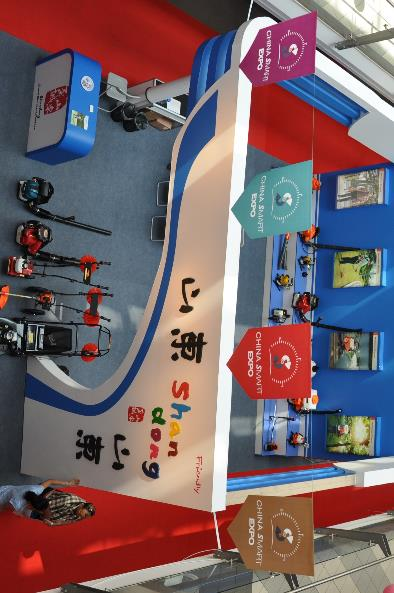 CHINA SMART
EXPO
CHINA SMART
EXPO
CHINA SMART
EXPO
CHINA SMART
EXPO
山東
Friendly
Shan
dong
山東